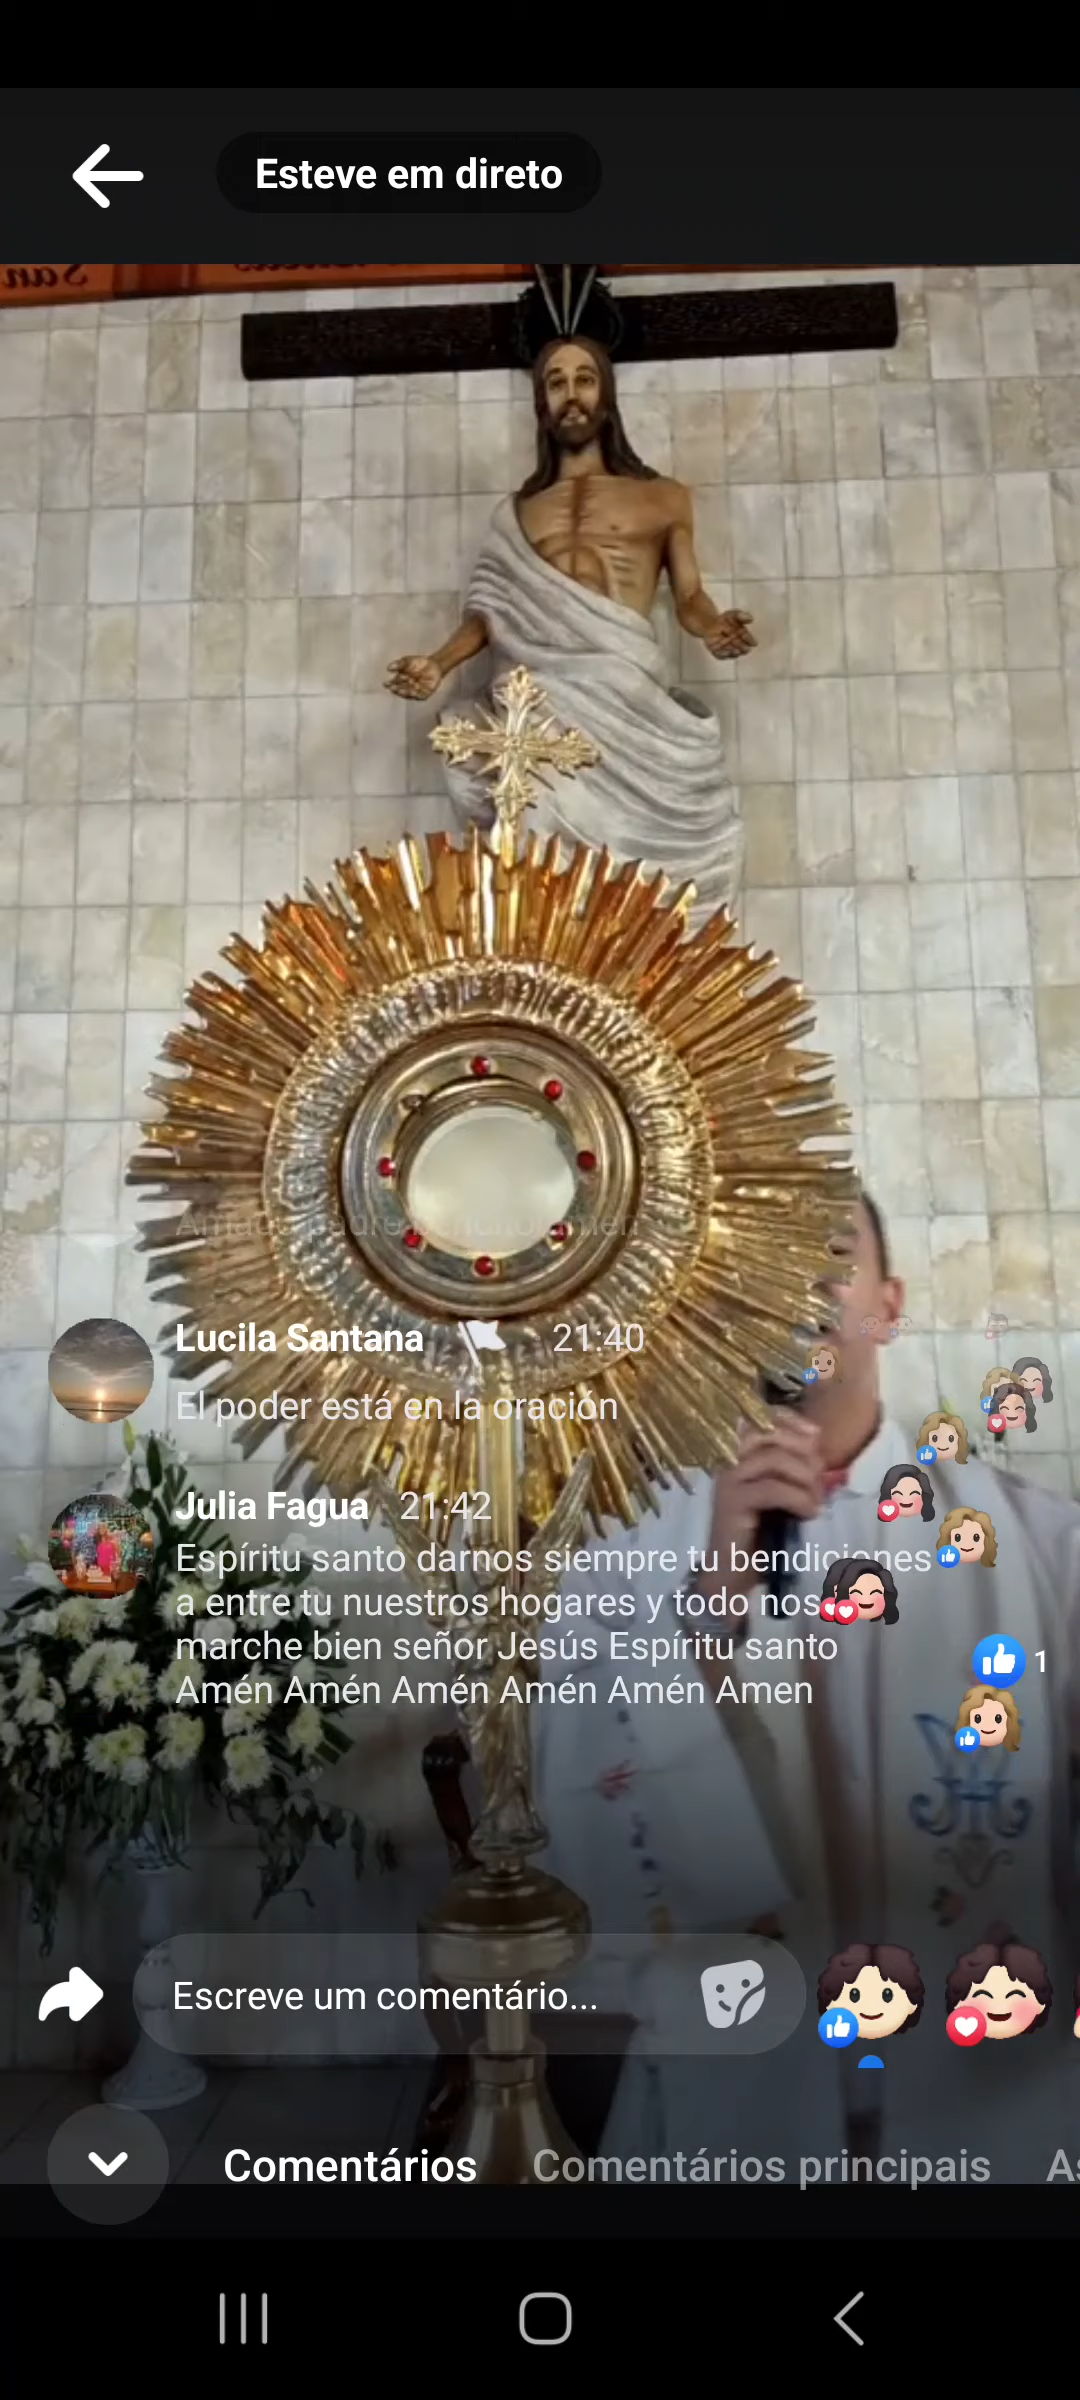 Esteve em direto
Lucila Santana 21:40
El poder está en la oración
Julia Fagua 21:42
Espíritu santo darnos siempre tu bendiciones
a entre tu nuestros hogares y todo nos
marche bien señor Jesús Espíritu santo
Amén Amén Amén Amén Amén Amen
1
Escreve um comentário...
Comentários Comentários principais